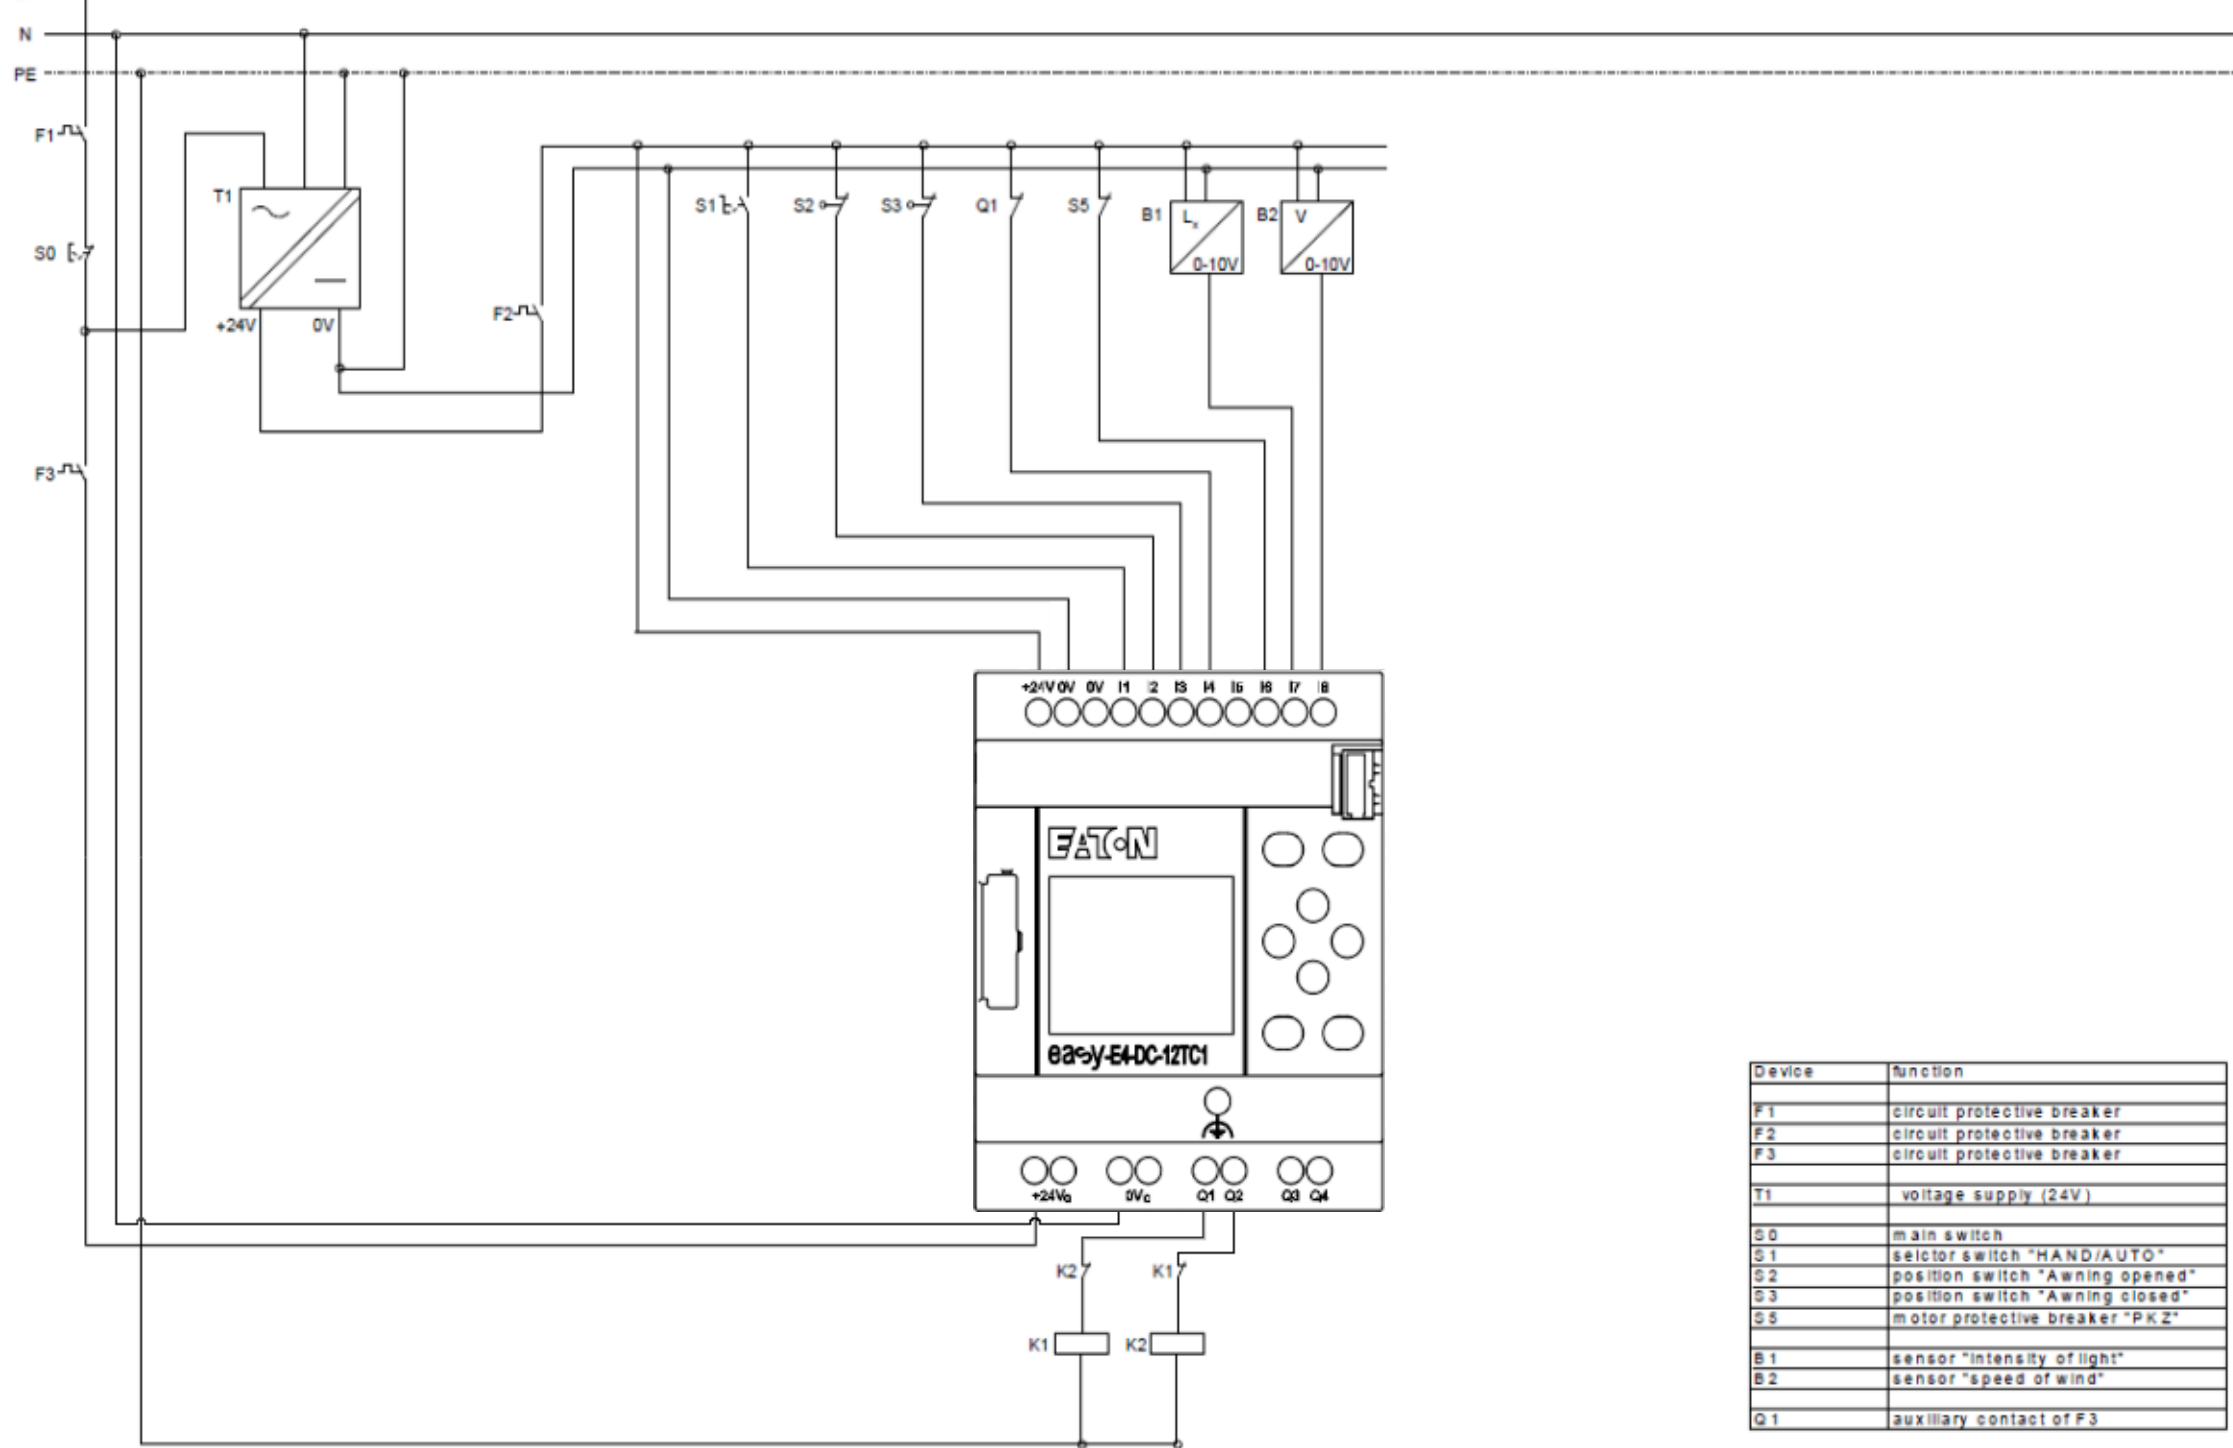 N
PE
F1
T1
S1
S2
S3
Q1
S5
B1
Lx
0-10V
B2
V
0-10V
S0
F2
+24V
0V
F3
+24V 0V 0V I1 I2 I3 I4 I5 I6 I7 I8
EATON
easy-E4-DC-12TC1
+24VQ 0VQ Q1 Q2 Q3 Q4
K2
K1
K1
K2
Device function
F1 circuit protective breaker
F2 circuit protective breaker
F3 circuit protective breaker
T1 voltage supply (24V)
S0 main switch
S1 selctor switch "HAND/AUTO"
S2 position switch "Awning opened"
S3 position switch "Awning closed"
S5 motor protective breaker "PKZ"
B1 sensor "intensity of light"
B2 sensor "speed of wind"
Q1 auxiliary contact of F3